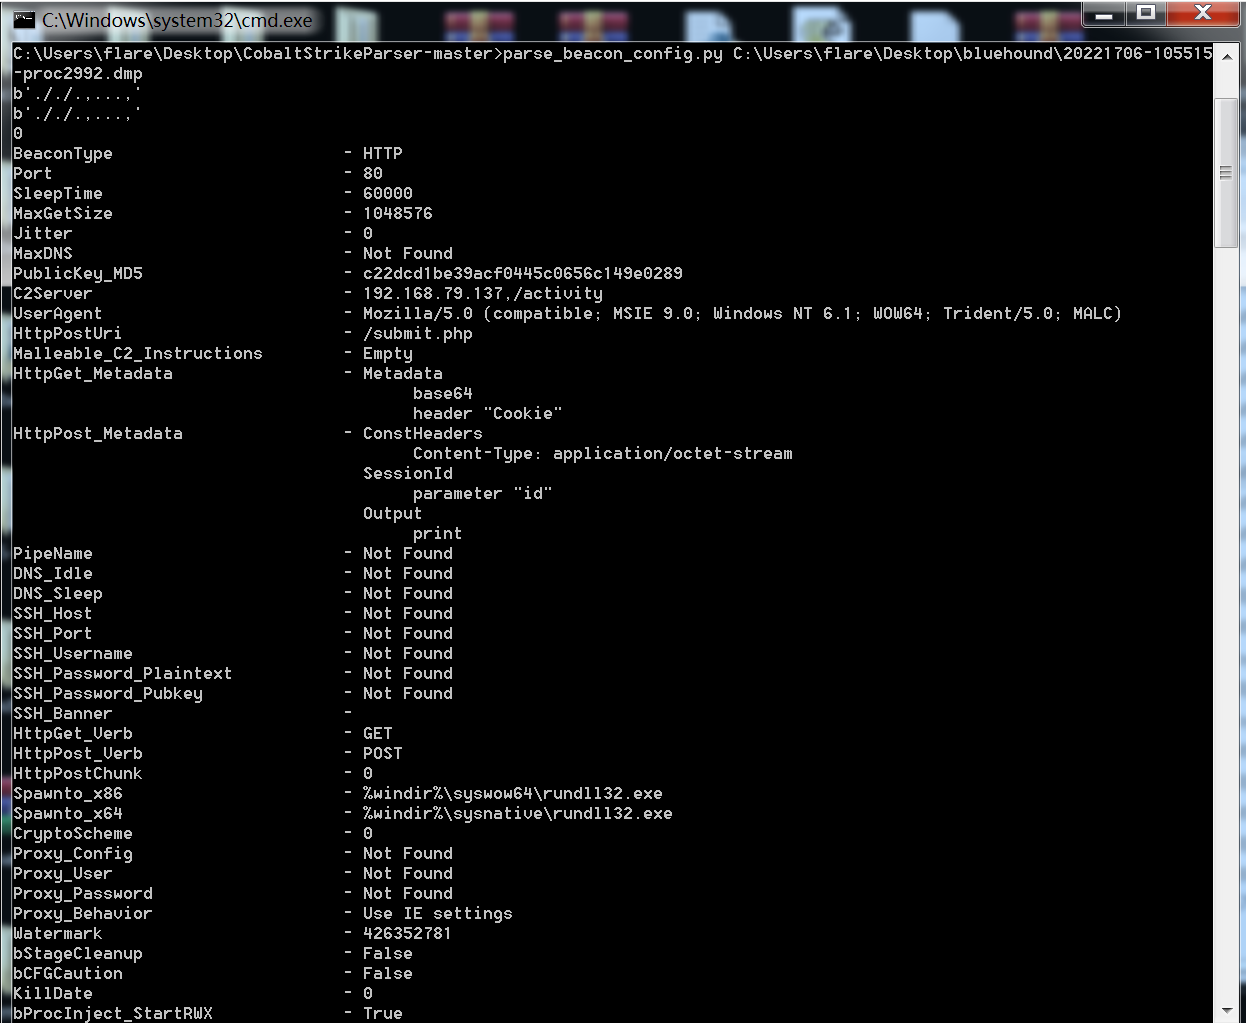 C:\Windows\system32\cmd.exe
C:\Users\flare\Desktop\CobaltStrikeParser-master>parse_beacon_config.py C:\Users\flare\Desktop\bluehound\20221706-105515
-proc2992.dmp
b'././.,...,'
b'././.,...,'
0
BeaconType - HTTP
Port - 80
SleepTime - 60000
MaxGetSize - 1048576
Jitter - 0
MaxDNS - Not Found
PublicKey_MD5 - c22dcd1be39acf0445c0656c149e0289
C2Server - 192.168.79.137,/activity
UserAgent - Mozilla/5.0 (compatible; MSIE 9.0; Windows NT 6.1; WOW64; Trident/5.0; MALC)
HttpPostUri - /submit.php
Malleable_C2_Instructions - Empty
HttpGet_Metadata - Metadata
base64
header "Cookie"
HttpPost_Metadata - ConstHeaders
Content-Type: application/octet-stream
SessionId
parameter "id"
Output
print
PipeName - Not Found
DNS_Idle - Not Found
DNS_Sleep - Not Found
SSH_Host - Not Found
SSH_Port - Not Found
SSH_Username - Not Found
SSH_Password_Plaintext - Not Found
SSH_Password_Pubkey - Not Found
SSH_Banner -
HttpGet_Verb - GET
HttpPost_Verb - POST
HttpPostChunk - 0
Spawnto_x86 - %windir%\syswow64\rundll32.exe
Spawnto_x64 - %windir%\sysnative\rundll32.exe
CryptoScheme - 0
Proxy_Config - Not Found
Proxy_User - Not Found
Proxy_Password - Not Found
Proxy_Behavior - Use IE settings
Watermark - 426352781
bStageCleanup - False
bCFGCaution - False
KillDate - 0
bProcInject_StartRWX - True